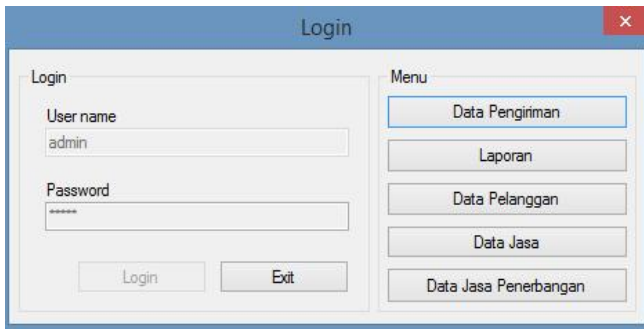 Login
Login
User name
admin
Password
*****
Login
Exit
Menu
Data Pengiriman
Laporan
Data Pelanggan
Data Jasa
Data Jasa Penerbangan